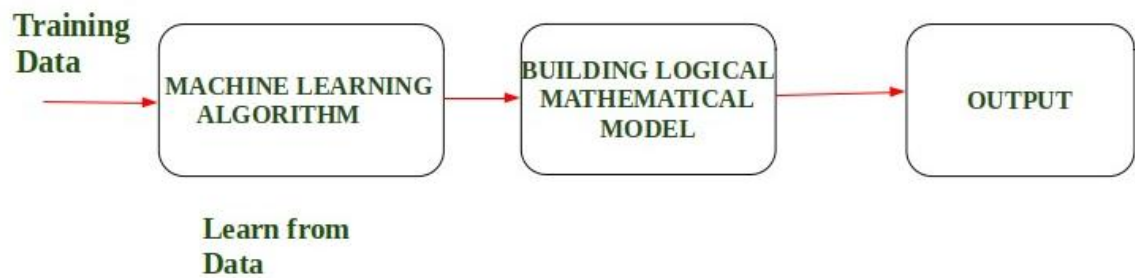 Training
Data
MACHINE LEARNING
ALGORITHM
BUILDING LOGICAL
MATHEMATICAL
MODEL
OUTPUT
Learn from
Data